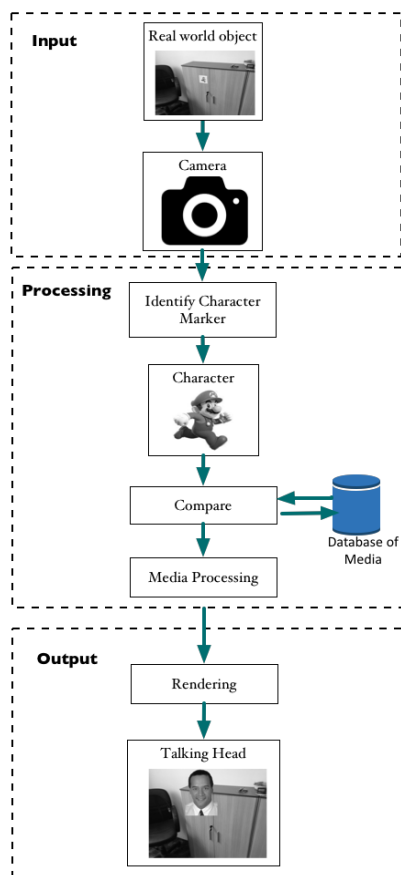 Input
Real world object
Camera
Processing
Identify Character
Marker
Character
Compare
Database of
Media
Media Processing
Output
Rendering
Talking Head